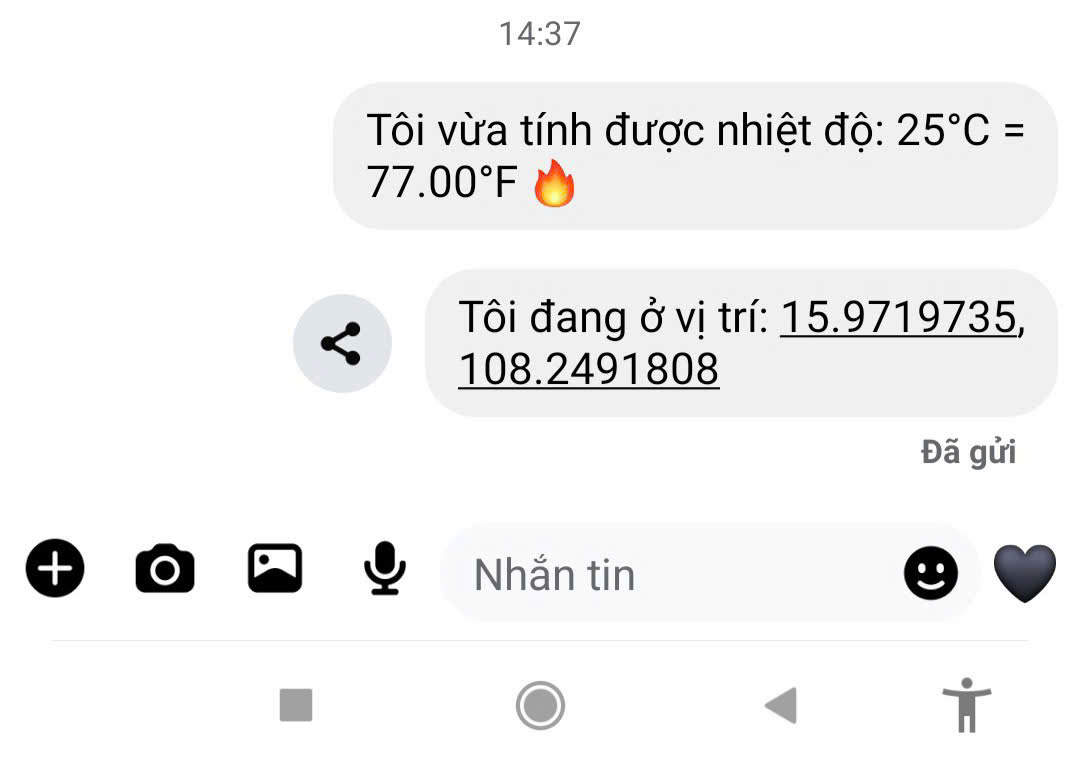 14:37
Tôi vừa tính được nhiệt độ: 25°C =
77.00°F 🔥
Tôi đang ở vị trí: 15.9719735,
108.2491808
Đã gửi
Nhắn tin